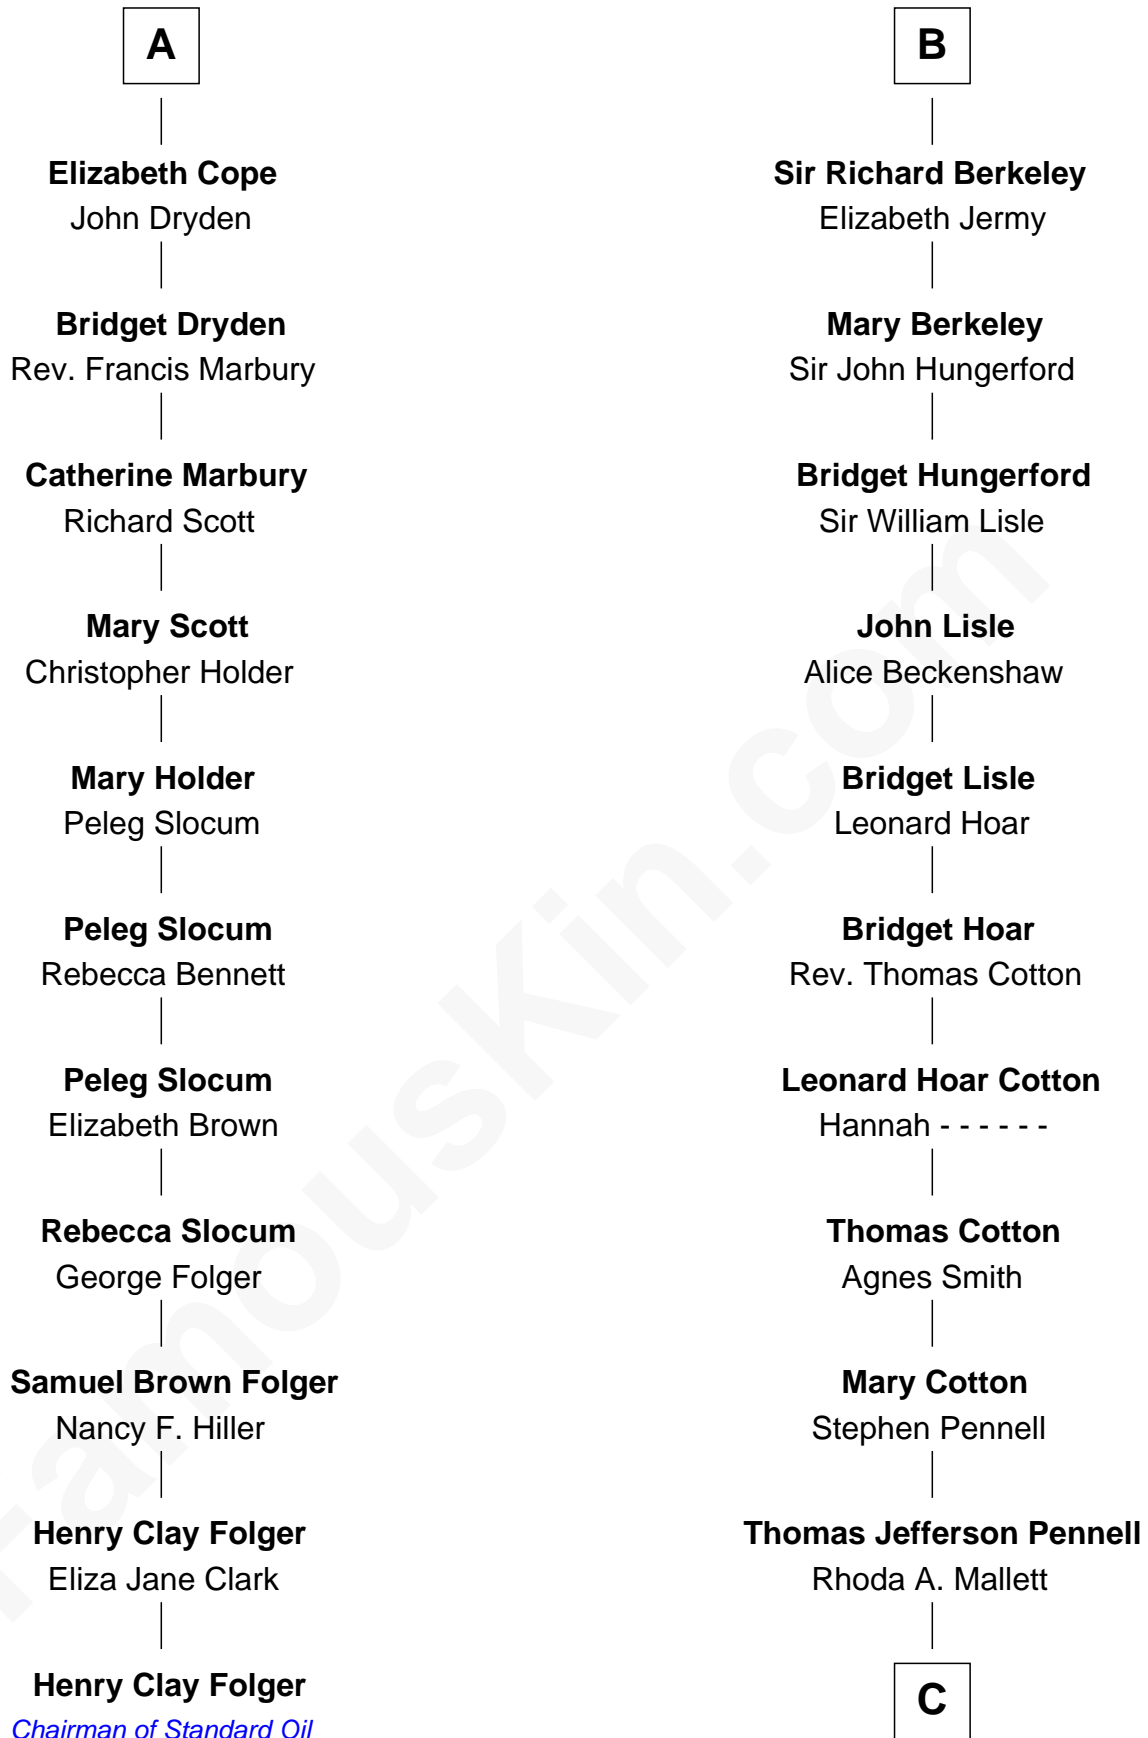 A
Elizabeth Cope
John Dryden
Bridget Dryden
Rev. Francis Marbury
Catherine Marbury
Richard Scott
Mary Scott
Christopher Holder
Mary Holder
Peleg Slocum
Peleg Slocum
Rebecca Bennett
Peleg Slocum
Elizabeth Brown
Rebecca Slocum
George Folger
Samuel Brown Folger
Nancy F. Hiller
Henry Clay Folger
Eliza Jane Clark
Henry Clay Folger
Chairman of Standard Oil
B
Sir Richard Berkeley
Elizabeth Jermy
Mary Berkeley
Sir John Hungerford
Bridget Hungerford
Sir William Lisle
John Lisle
Alice Beckenshaw
Bridget Lisle
Leonard Hoar
Bridget Hoar
Rev. Thomas Cotton
Leonard Hoar Cotton
Hannah - - - - - -
Thomas Cotton
Agnes Smith
Mary Cotton
Stephen Pennell
Thomas Jefferson Pennell
Rhoda A. Mallett
C
FamousKin.com